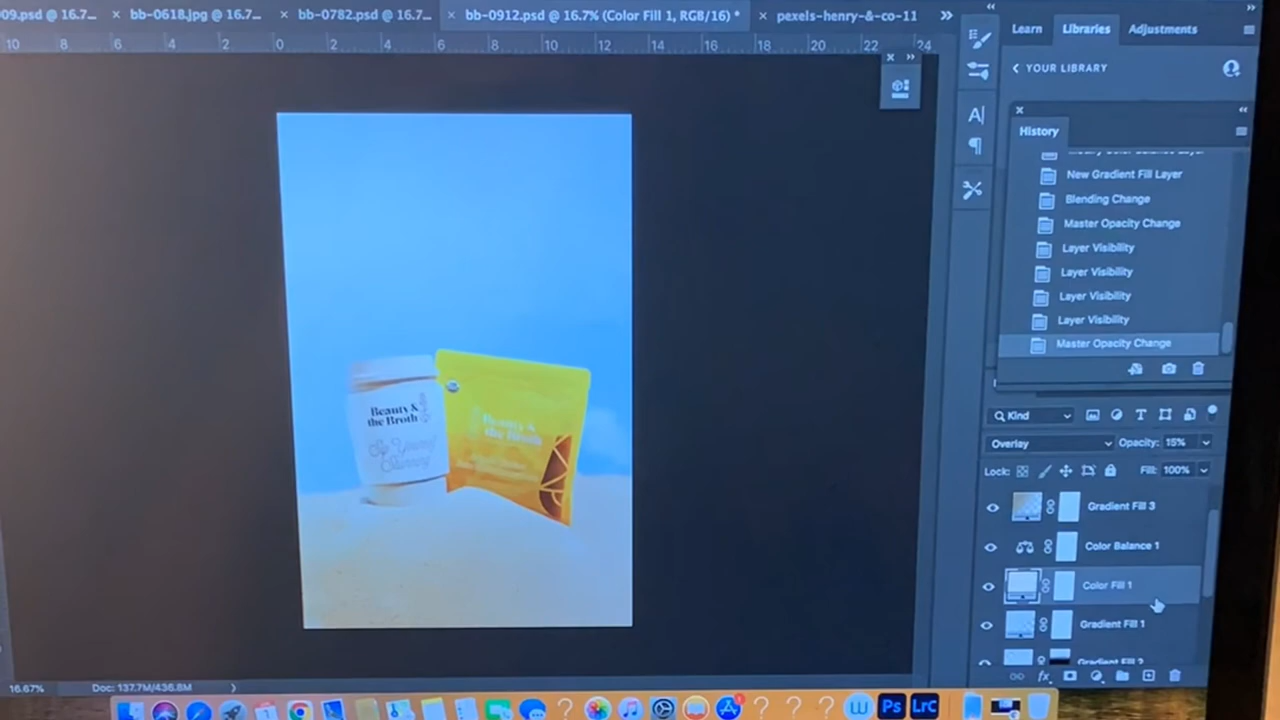 09.psd @ 16.7... × bb-0618.jpg @ 16.7... × bb-0782.psd @ 16.7... × bb-0912.psd @ 16.7% (Color Fill 1, RGB/16) * × pexels-henry-&-co-11 »
10 8 6 4 2 0 2 4 6 8 10 12 14 16 18 20 22 24
Learn Libraries Adjustments
YOUR LIBRARY
History
New Gradient Fill Layer
Blending Change
Master Opacity Change
Layer Visibility
Layer Visibility
Layer Visibility
Layer Visibility
Master Opacity Change
Kind
Overlay Opacity: 15%
Lock: Fill: 100%
Gradient Fill 3
Color Balance 1
Color Fill 1
Gradient Fill 1
Gradient Fill 2
Beauty &
the Broth
Beauty &
the Broth
16.67% Doc: 137.7M/436.8M
Ps LrC